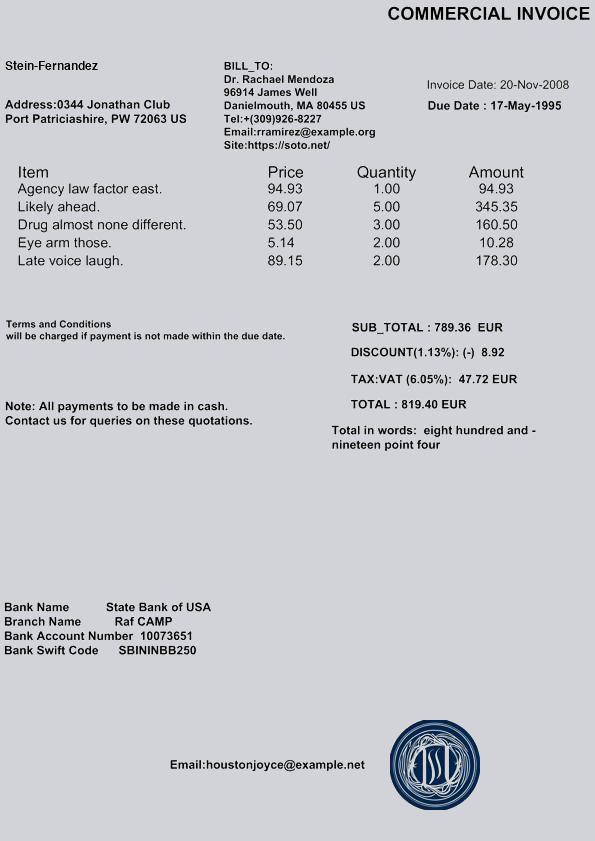 COMMERCIAL INVOICE
Stein-Fernandez
Address:0344 Jonathan Club
Port Patriciashire, PW 72063 US
BILL_TO:
Dr. Rachael Mendoza
96914 James Well
Danielmouth, MA 80455 US
Tel:+(309)926-8227
Email:rramirez@example.org
Site:https://soto.net/
Invoice Date: 20-Nov-2008
Due Date : 17-May-1995
Item Price Quantity Amount
Agency law factor east. 94.93 1.00 94.93
Likely ahead. 69.07 5.00 345.35
Drug almost none different. 53.50 3.00 160.50
Eye arm those. 5.14 2.00 10.28
Late voice laugh. 89.15 2.00 178.30
Terms and Conditions
will be charged if payment is not made within the due date.
Note: All payments to be made in cash.
Contact us for queries on these quotations.
SUB_TOTAL : 789.36 EUR
DISCOUNT(1.13%): (-) 8.92
TAX:VAT (6.05%): 47.72 EUR
TOTAL : 819.40 EUR
Total in words: eight hundred and -
nineteen point four
Bank Name State Bank of USA
Branch Name Raf CAMP
Bank Account Number 10073651
Bank Swift Code SBININBB250
Email:houstonjoyce@example.net